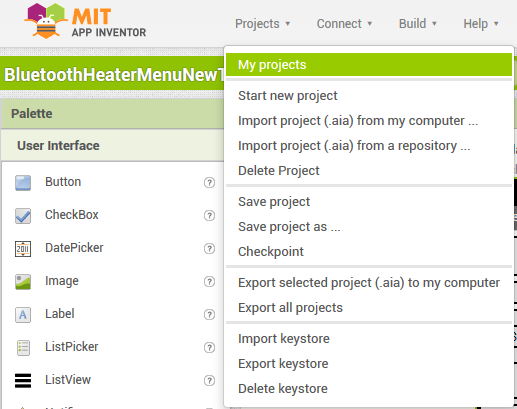 MIT
APP INVENTOR
Projects
Connect
Build
Help
BluetoothHeaterMenuNewT
My projects
Palette
Start new project
User Interface
Import project (.aia) from my computer ...
Import project (.aia) from a repository ...
Delete Project
Button
?
CheckBox
?
Save project
DatePicker
?
Save project as ...
Checkpoint
Image
?
Export selected project (.aia) to my computer
Label
?
Export all projects
ListPicker
?
Import keystore
Export keystore
ListView
?
Delete keystore